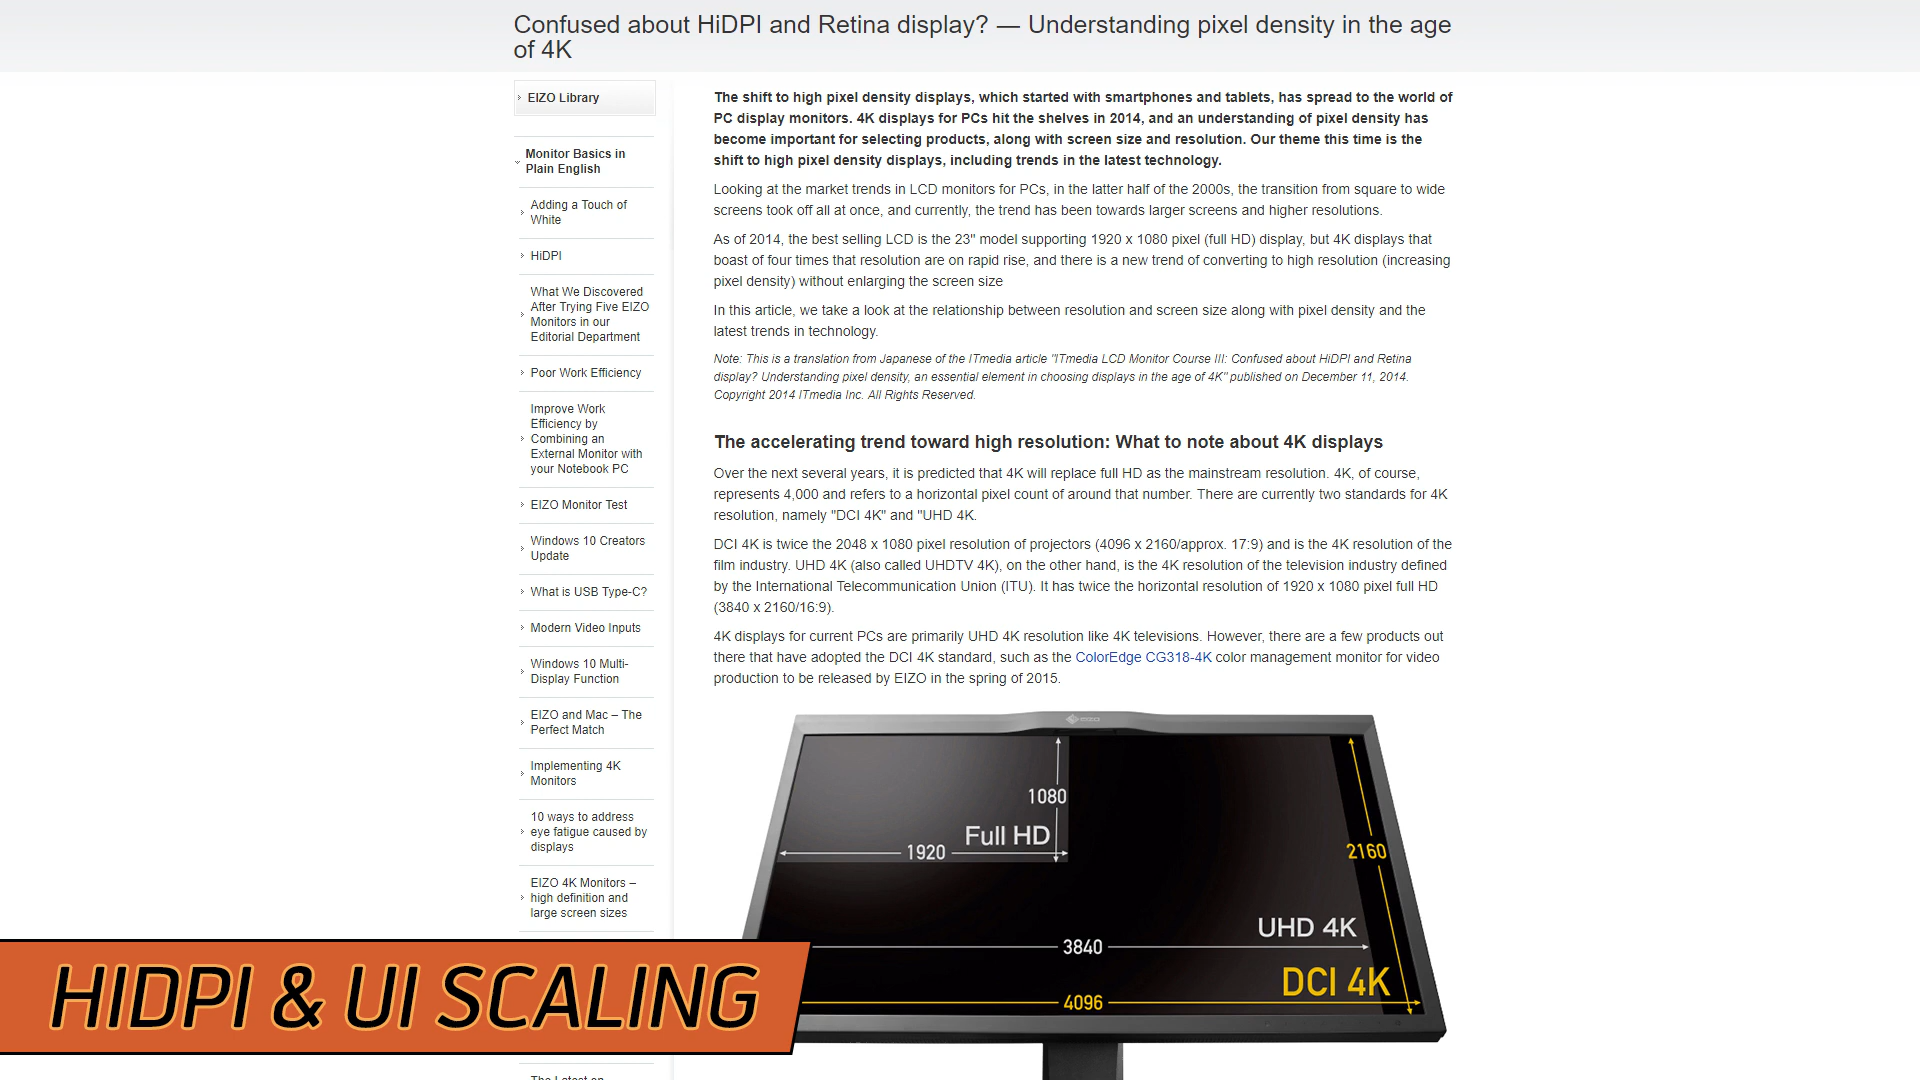 Confused about HiDPI and Retina display? — Understanding pixel density in the age
of 4K
EIZO Library
Monitor Basics in
Plain English
Adding a Touch of
White
HiDPI
What We Discovered
After Trying Five EIZO
Monitors in our
Editorial Department
Poor Work Efficiency
Improve Work
Efficiency by
Combining an
External Monitor with
your Notebook PC
EIZO Monitor Test
Windows 10 Creators
Update
What is USB Type-C?
Modern Video Inputs
Windows 10 Multi-
Display Function
EIZO and Mac – The
Perfect Match
Implementing 4K
Monitors
10 ways to address
eye fatigue caused by
displays
EIZO 4K Monitors –
high definition and
large screen sizes
The Latest on
The shift to high pixel density displays, which started with smartphones and tablets, has spread to the world of
PC display monitors. 4K displays for PCs hit the shelves in 2014, and an understanding of pixel density has
become important for selecting products, along with screen size and resolution. Our theme this time is the
shift to high pixel density displays, including trends in the latest technology.
Looking at the market trends in LCD monitors for PCs, in the latter half of the 2000s, the transition from square to wide
screens took off all at once, and currently, the trend has been towards larger screens and higher resolutions.
As of 2014, the best selling LCD is the 23" model supporting 1920 x 1080 pixel (full HD) display, but 4K displays that
boast of four times that resolution are on rapid rise, and there is a new trend of converting to high resolution (increasing
pixel density) without enlarging the screen size
In this article, we take a look at the relationship between resolution and screen size along with pixel density and the
latest trends in technology.
Note: This is a translation from Japanese of the ITmedia article "ITmedia LCD Monitor Course III: Confused about HiDPI and Retina
display? Understanding pixel density, an essential element in choosing displays in the age of 4K" published on December 11, 2014.
Copyright 2014 ITmedia Inc. All Rights Reserved.
The accelerating trend toward high resolution: What to note about 4K displays
Over the next several years, it is predicted that 4K will replace full HD as the mainstream resolution. 4K, of course,
represents 4,000 and refers to a horizontal pixel count of around that number. There are currently two standards for 4K
resolution, namely "DCI 4K" and "UHD 4K.
DCI 4K is twice the 2048 x 1080 pixel resolution of projectors (4096 x 2160/approx. 17:9) and is the 4K resolution of the
film industry. UHD 4K (also called UHDTV 4K), on the other hand, is the 4K resolution of the television industry defined
by the International Telecommunication Union (ITU). It has twice the horizontal resolution of 1920 x 1080 pixel full HD
(3840 x 2160/16:9).
4K displays for current PCs are primarily UHD 4K resolution like 4K televisions. However, there are a few products out
there that have adopted the DCI 4K standard, such as the ColorEdge CG318-4K color management monitor for video
production to be released by EIZO in the spring of 2015.
EIZO
1080
Full HD
1920
2160
UHD 4K
3840
DCI 4K
4096
HIDPI & UI SCALING